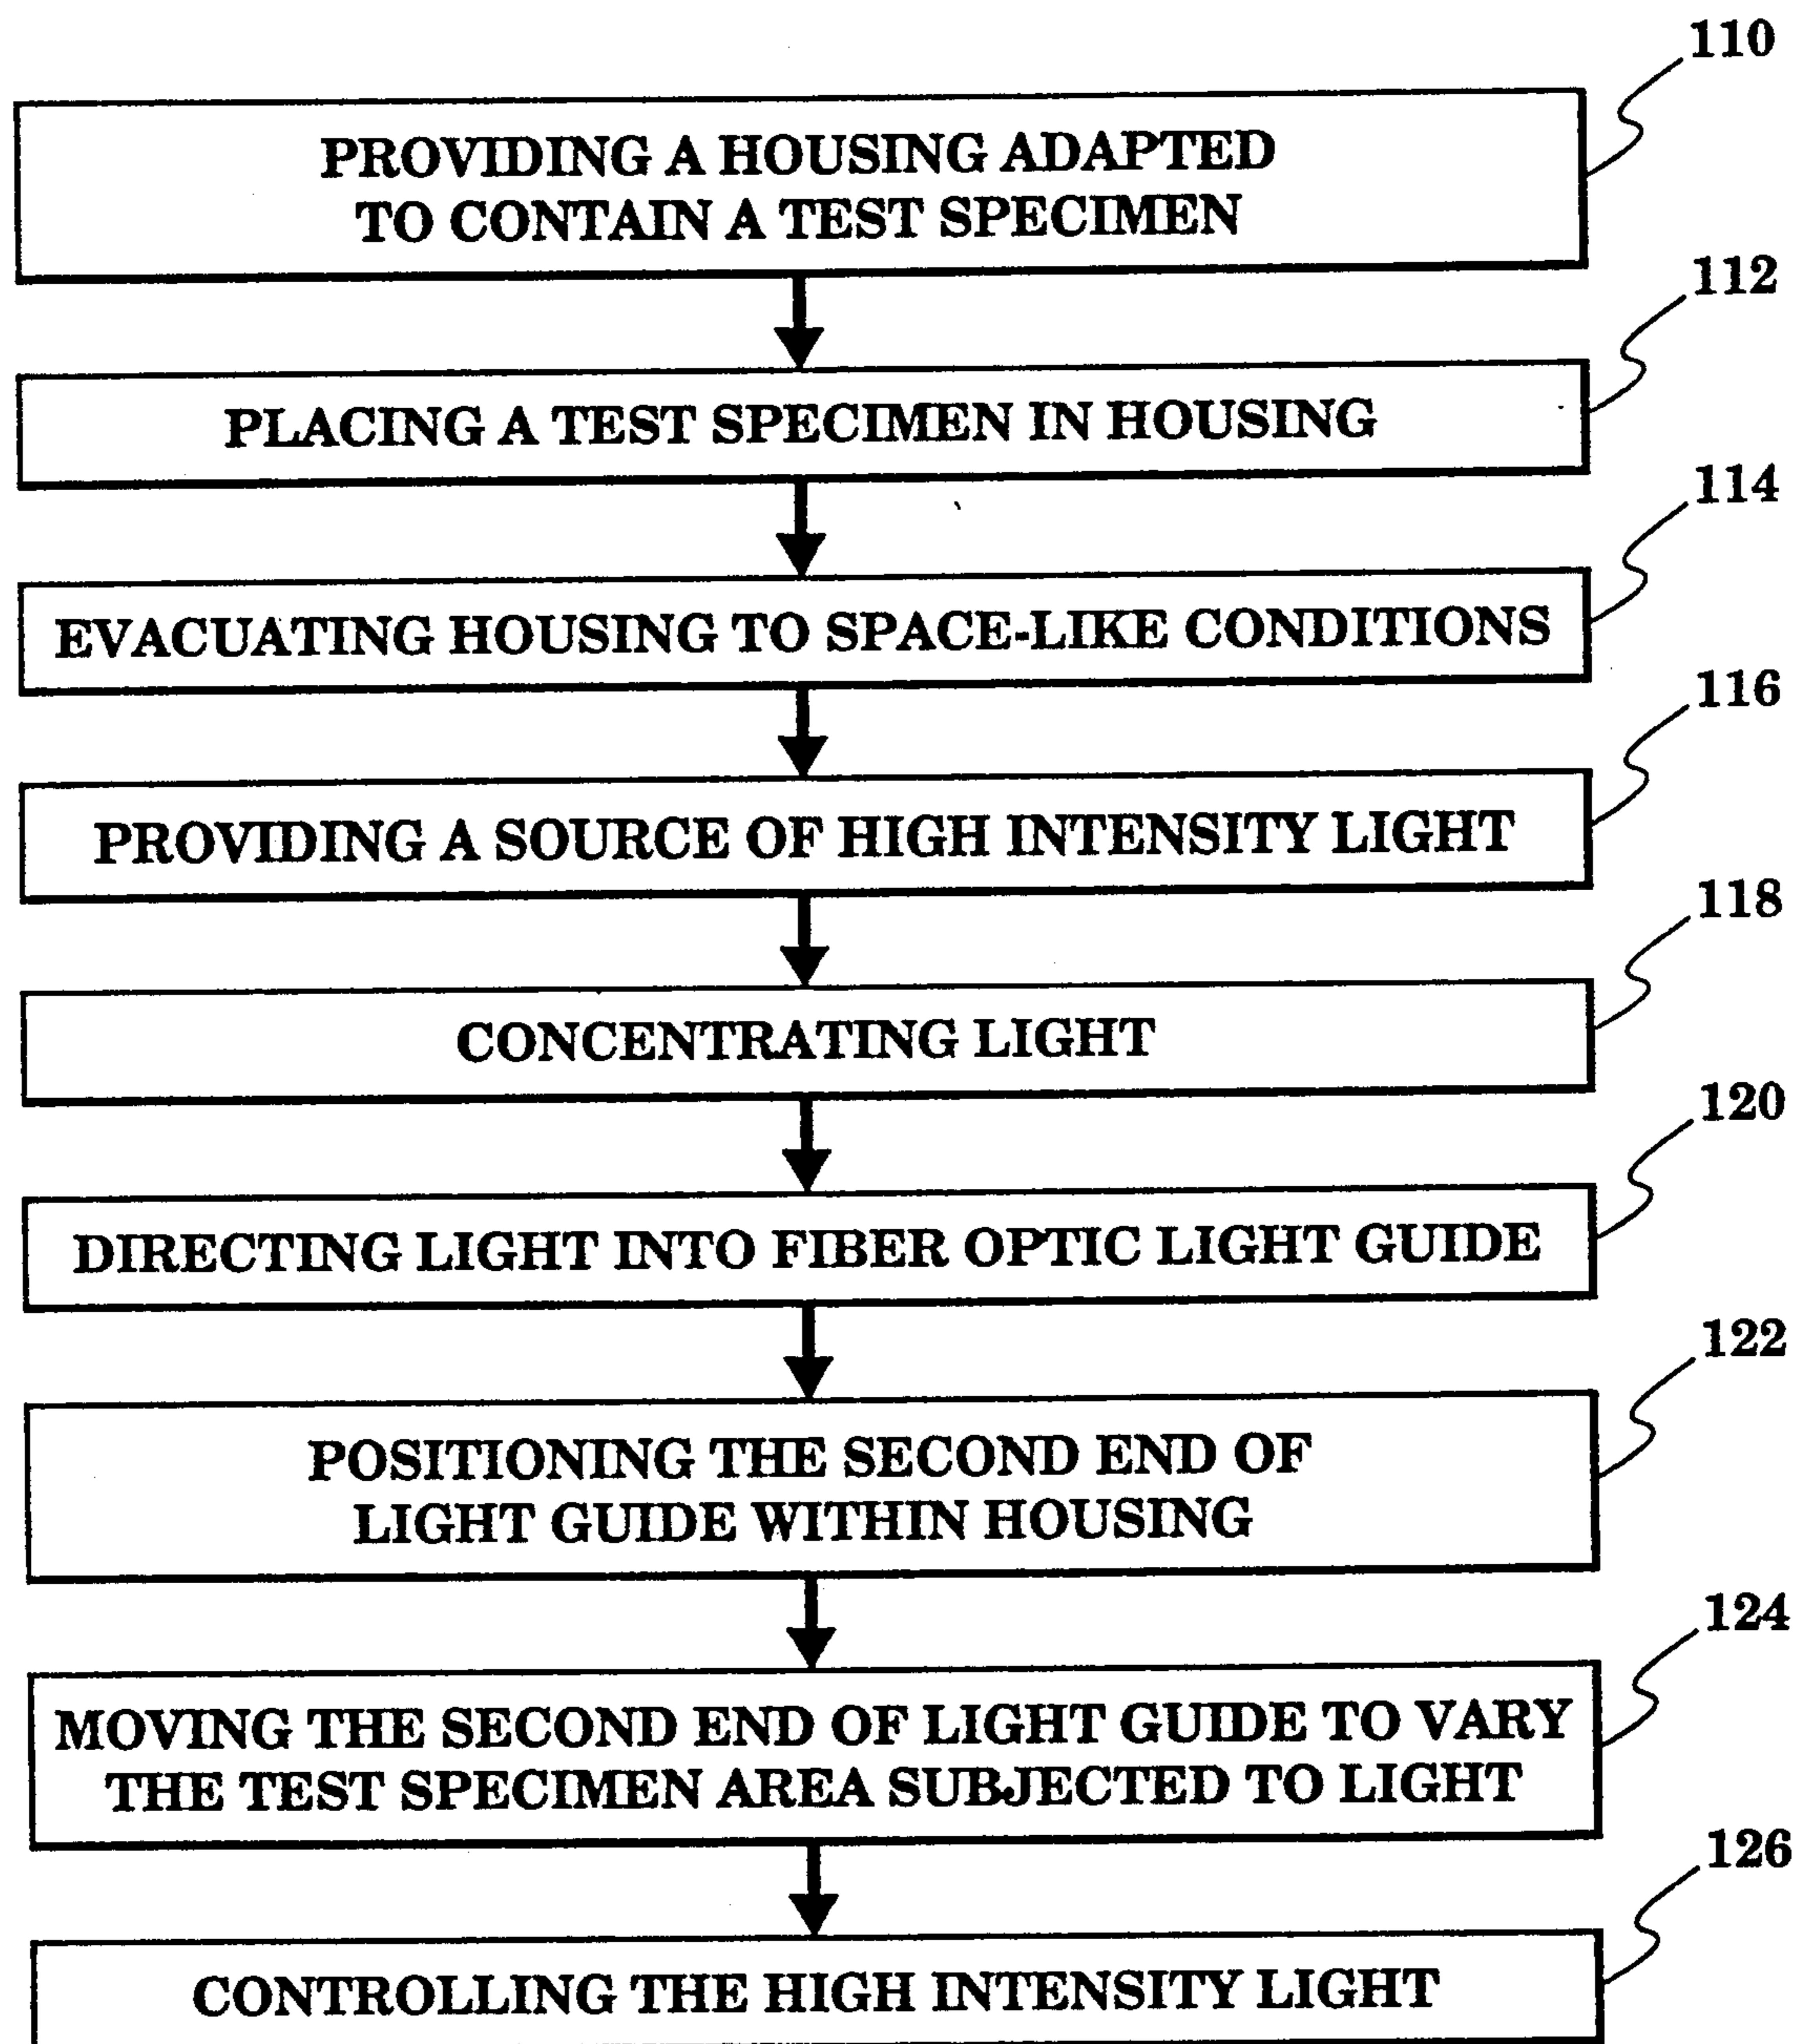 110
PROVIDING A HOUSING ADAPTED
TO CONTAIN A TEST SPECIMEN
112
PLACING A TEST SPECIMEN IN HOUSING
114
EVACUATING HOUSING TO SPACE-LIKE CONDITIONS
116
PROVIDING A SOURCE OF HIGH INTENSITY LIGHT
118
CONCENTRATING LIGHT
120
DIRECTING LIGHT INTO FIBER OPTIC LIGHT GUIDE
122
POSITIONING THE SECOND END OF
LIGHT GUIDE WITHIN HOUSING
124
MOVING THE SECOND END OF LIGHT GUIDE TO VARY
THE TEST SPECIMEN AREA SUBJECTED TO LIGHT
126
CONTROLLING THE HIGH INTENSITY LIGHT